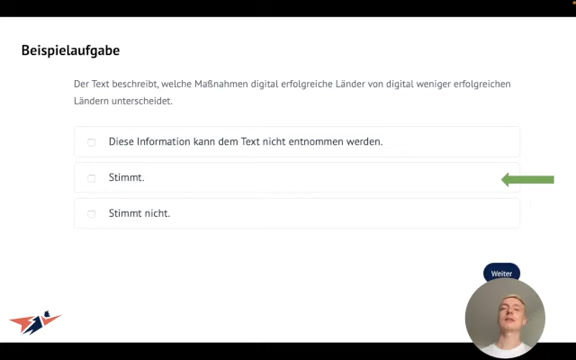 Beispielaufgabe
Der Text beschreibt, welche Maßnahmen digital erfolgreiche Länder von digital weniger erfolgreichen
Ländern unterscheidet.
Diese Information kann dem Text nicht entnommen werden.
Stimmt.
Stimmt nicht.
Weiter